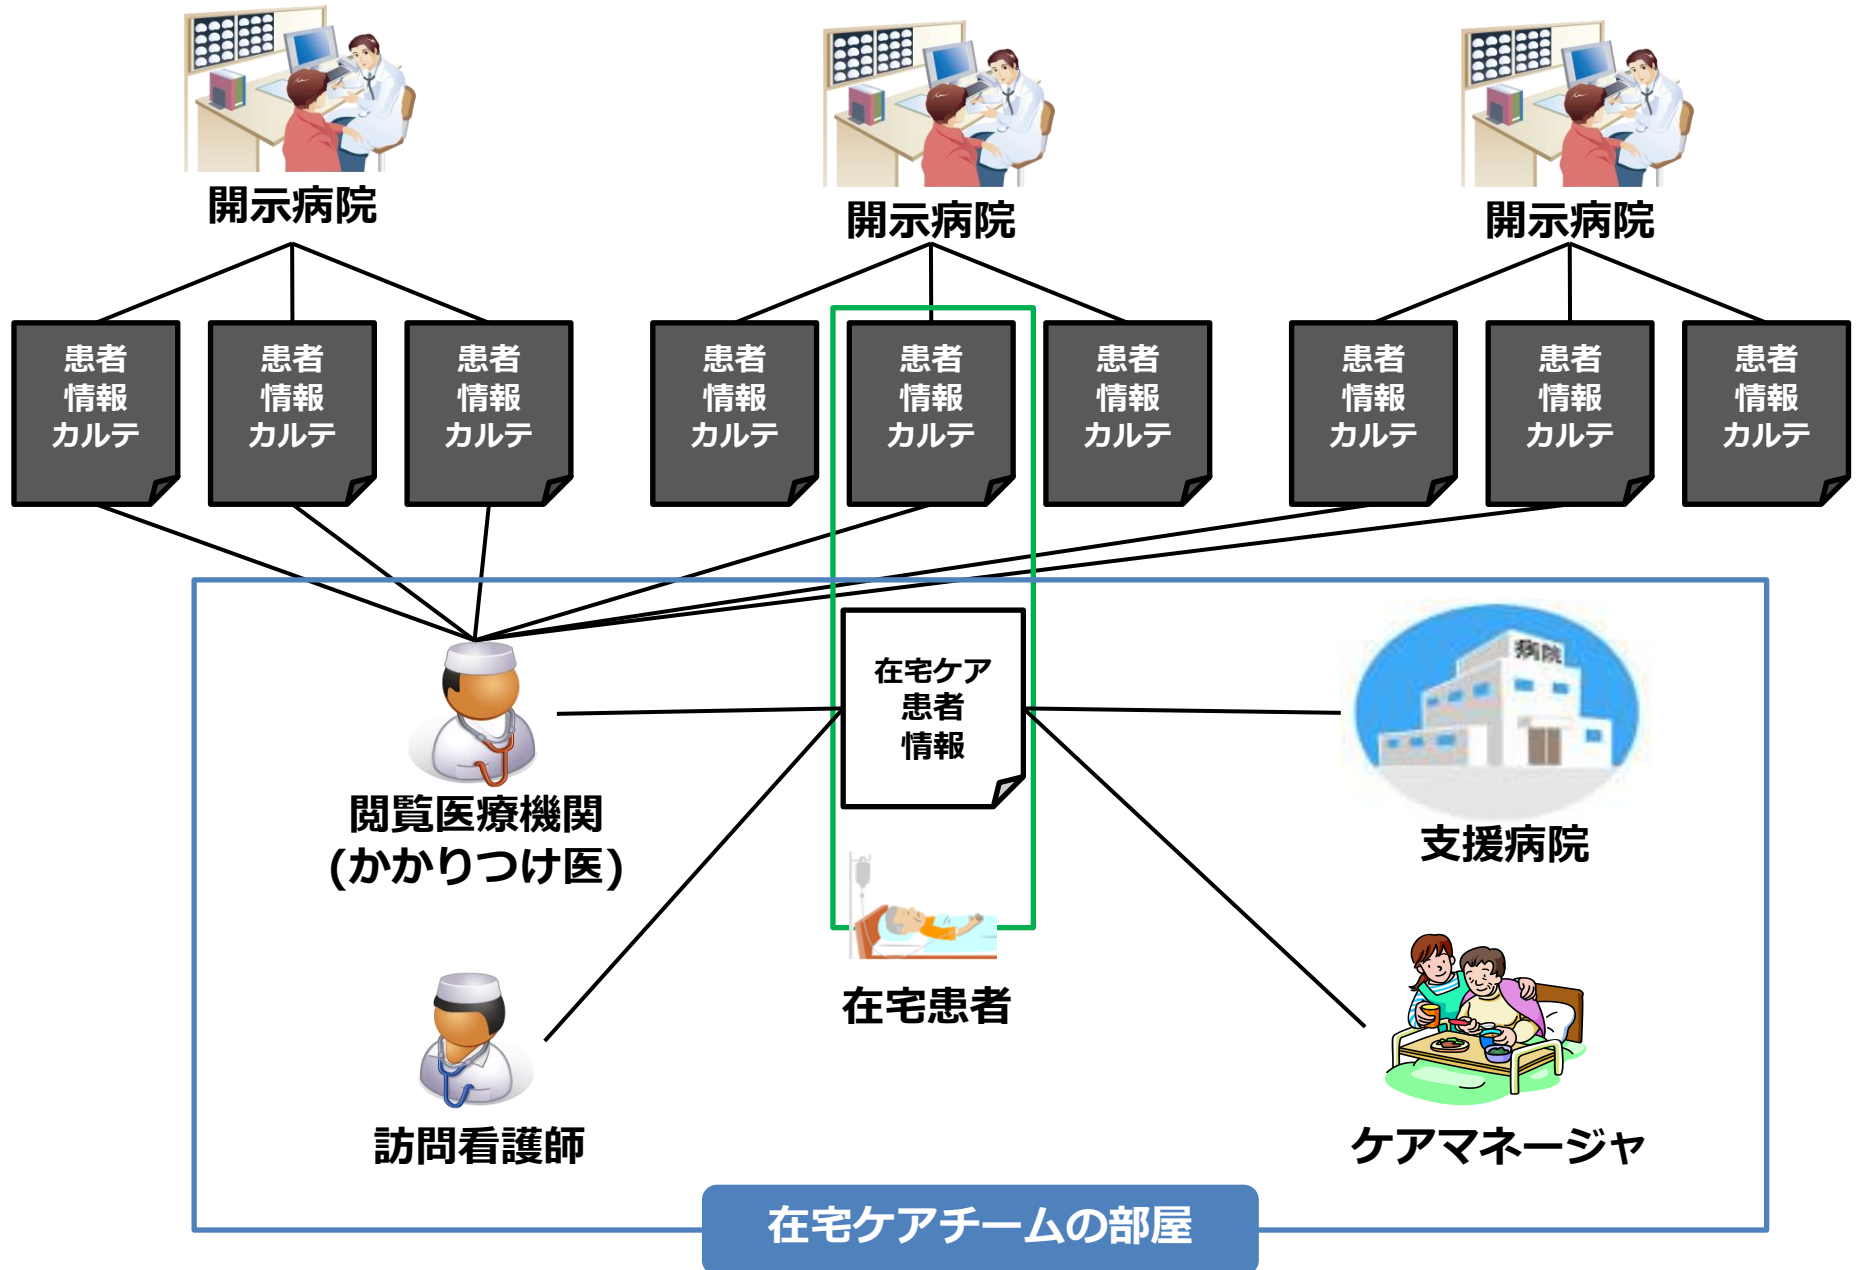 開示病院
開示病院
開示病院
患者
情報
カルテ
患者
情報
カルテ
患者
情報
カルテ
患者
情報
カルテ
患者
情報
カルテ
患者
情報
カルテ
患者
情報
カルテ
患者
情報
カルテ
患者
情報
カルテ
在宅ケア
患者
情報
病院
閲覧医療機関
(かかりつけ医)
支援病院
在宅患者
訪問看護師
ケアマネージャ
在宅ケアチームの部屋